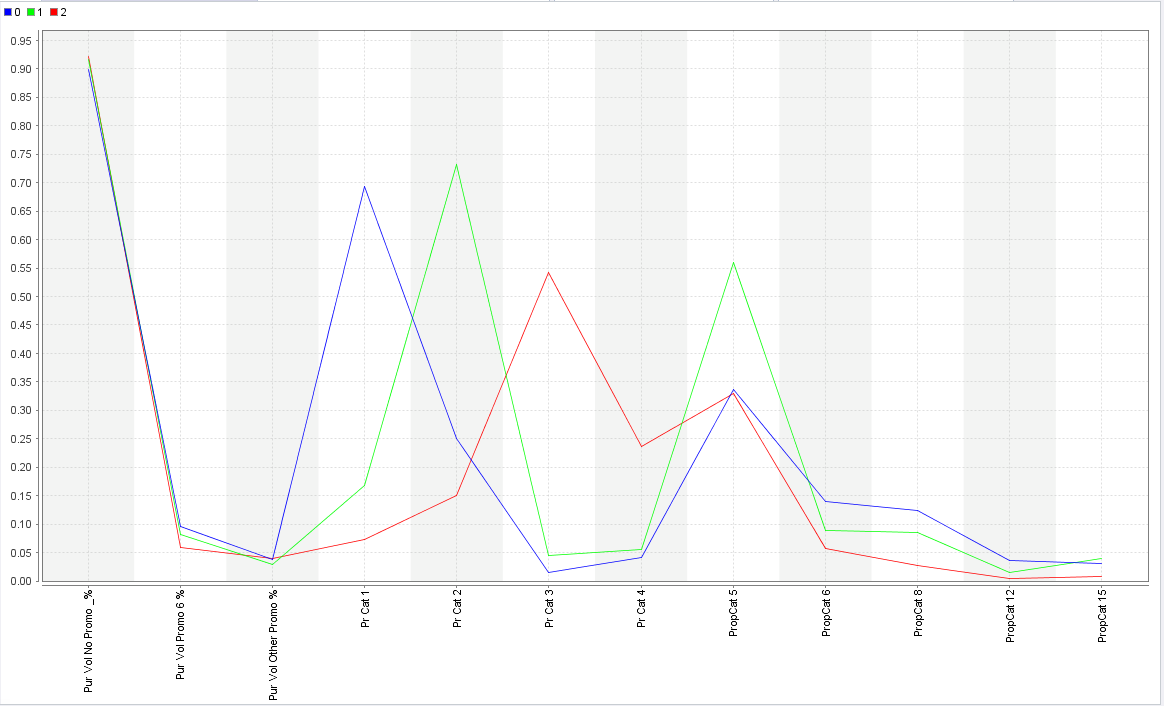 0 1 2
0.95
0.90
0.85
0.80
0.75
0.70
0.65
0.60
0.55
0.50
0.45
0.40
0.35
0.30
0.25
0.20
0.15
0.10
0.05
0.00
Pur Vol No Promo _%
Pur Vol Promo 6 %
Pur Vol Other Promo %
Pr Cat 1
Pr Cat 2
Pr Cat 3
Pr Cat 4
PropCat 5
PropCat 6
PropCat 8
PropCat 12
PropCat 15